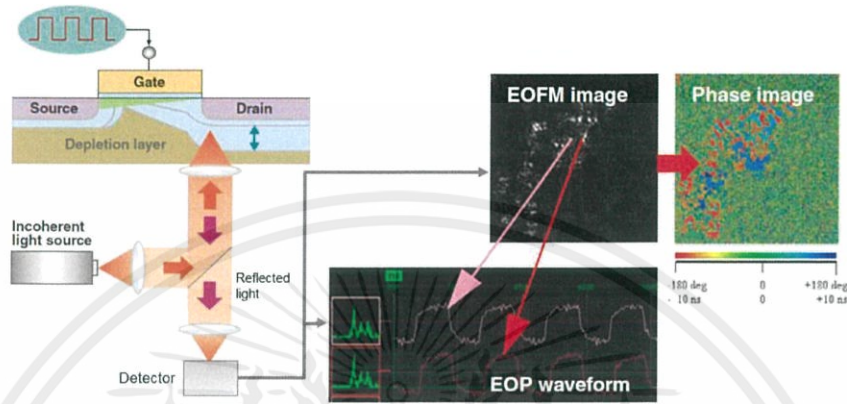 Gate
Source
Drain
Depletion layer
Incoherent
light source
Reflected
light
Detector
EOFM image
Phase image
-180 deg 0 +180 deg
- 10 ns 0 +10 ns
EOP waveform